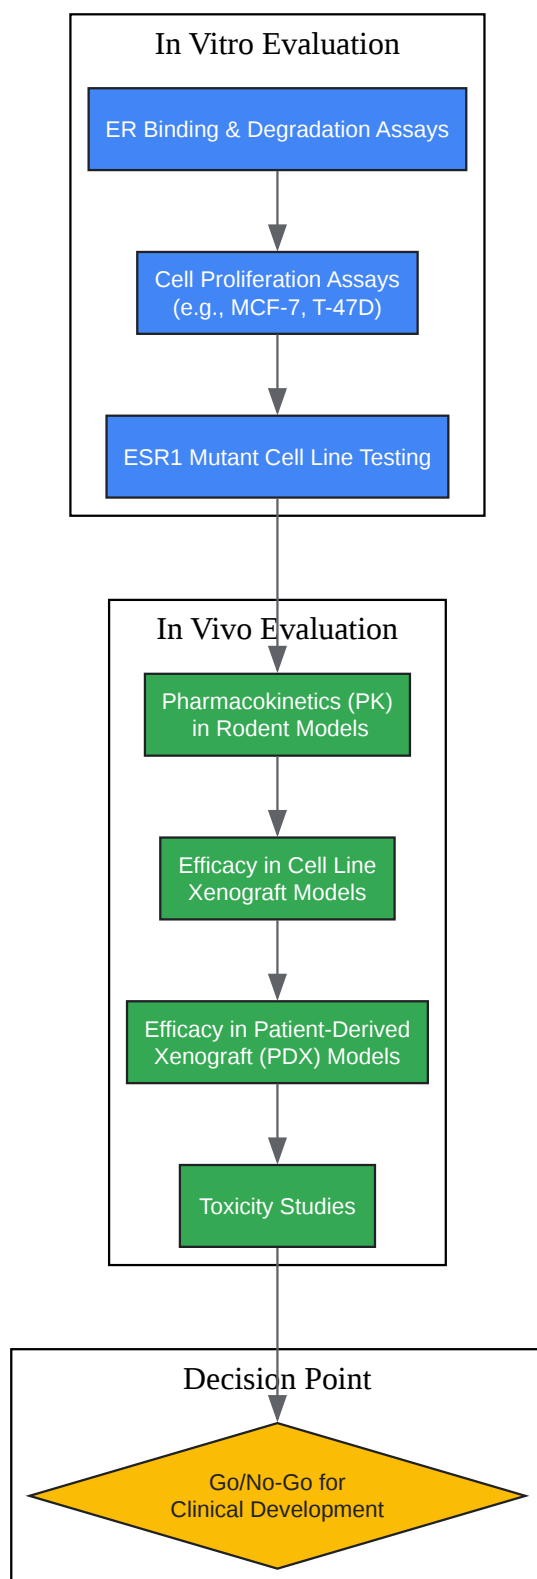 In Vitro Evaluation
ER Binding & Degradation Assays
Cell Proliferation Assays
(e.g., MCF-7, T-47D)
ESR1 Mutant Cell Line Testing
In Vivo Evaluation
Pharmacokinetics (PK)
in Rodent Models
Efficacy in Cell Line
Xenograft Models
Efficacy in Patient-Derived
Xenograft (PDX) Models
Toxicity Studies
Decision Point
Go/No-Go for
Clinical Development